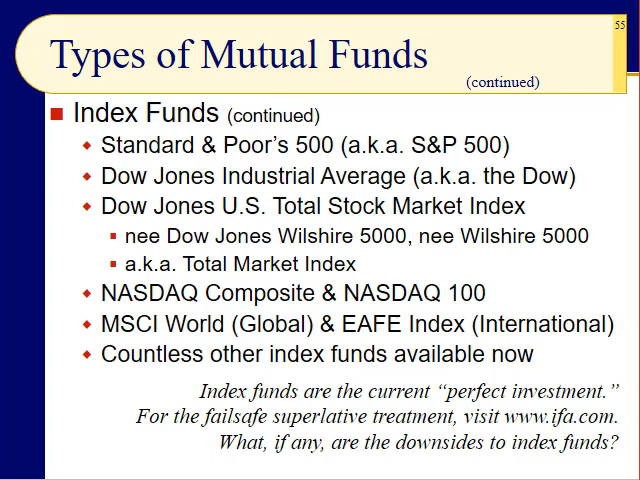 55
Types of Mutual Funds
(continued)
Index Funds (continued)
Standard & Poor's 500 (a.k.a. S&P 500)
Dow Jones Industrial Average (a.k.a. the Dow)
Dow Jones U.S. Total Stock Market Index
nee Dow Jones Wilshire 5000, nee Wilshire 5000
a.k.a. Total Market Index
NASDAQ Composite & NASDAQ 100
MSCI World (Global) & EAFE Index (International)
Countless other index funds available now
Index funds are the current “perfect investment.”
For the failsafe superlative treatment, visit www.ifa.com.
What, if any, are the downsides to index funds?